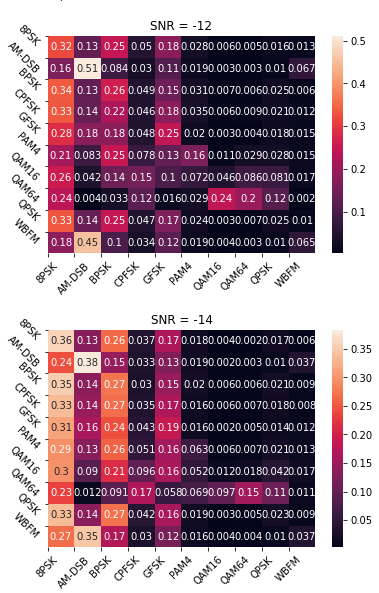 SNR = -12
8PSK 0.32 0.13 0.25 0.05 0.18 0.028 0.006 0.005 0.016 0.013
AM-DSB 0.16 0.51 0.084 0.03 0.11 0.019 0.002 0.003 0.01 0.067
BPSK 0.34 0.13 0.26 0.049 0.15 0.031 0.007 0.006 0.025 0.006
CPFSK 0.33 0.14 0.22 0.046 0.18 0.035 0.006 0.009 0.021 0.012
GFSK 0.28 0.18 0.18 0.048 0.25 0.02 0.003 0.004 0.018 0.015
PAM4 0.21 0.083 0.25 0.078 0.13 0.16 0.011 0.029 0.028 0.015
QAM16 0.26 0.042 0.14 0.15 0.1 0.072 0.046 0.086 0.081 0.017
QAM64 0.24 0.004 0.033 0.12 0.016 0.029 0.24 0.2 0.12 0.002
QPSK 0.33 0.14 0.25 0.047 0.17 0.024 0.003 0.007 0.025 0.01
WBFM 0.18 0.45 0.1 0.034 0.12 0.019 0.004 0.003 0.01 0.065
8PSK AM-DSB BPSK CPFSK GFSK PAM4 QAM16 QAM64 QPSK WBFM
0.5
0.4
0.3
0.2
0.1
SNR = -14
8PSK 0.36 0.13 0.26 0.037 0.17 0.018 0.004 0.002 0.017 0.006
AM-DSB 0.24 0.38 0.15 0.033 0.13 0.019 0.002 0.003 0.01 0.037
BPSK 0.35 0.14 0.27 0.03 0.15 0.02 0.006 0.006 0.021 0.009
CPFSK 0.33 0.14 0.27 0.035 0.17 0.016 0.006 0.007 0.018 0.008
GFSK 0.31 0.16 0.24 0.043 0.19 0.016 0.002 0.005 0.014 0.012
PAM4 0.29 0.13 0.26 0.051 0.16 0.063 0.006 0.007 0.021 0.013
QAM16 0.3 0.09 0.21 0.096 0.16 0.052 0.012 0.018 0.042 0.017
QAM64 0.23 0.012 0.091 0.17 0.058 0.069 0.097 0.15 0.11 0.011
QPSK 0.33 0.14 0.27 0.042 0.16 0.019 0.003 0.005 0.023 0.009
WBFM 0.27 0.35 0.17 0.03 0.12 0.016 0.004 0.004 0.01 0.037
8PSK AM-DSB BPSK CPFSK GFSK PAM4 QAM16 QAM64 QPSK WBFM
0.35
0.30
0.25
0.20
0.15
0.10
0.05